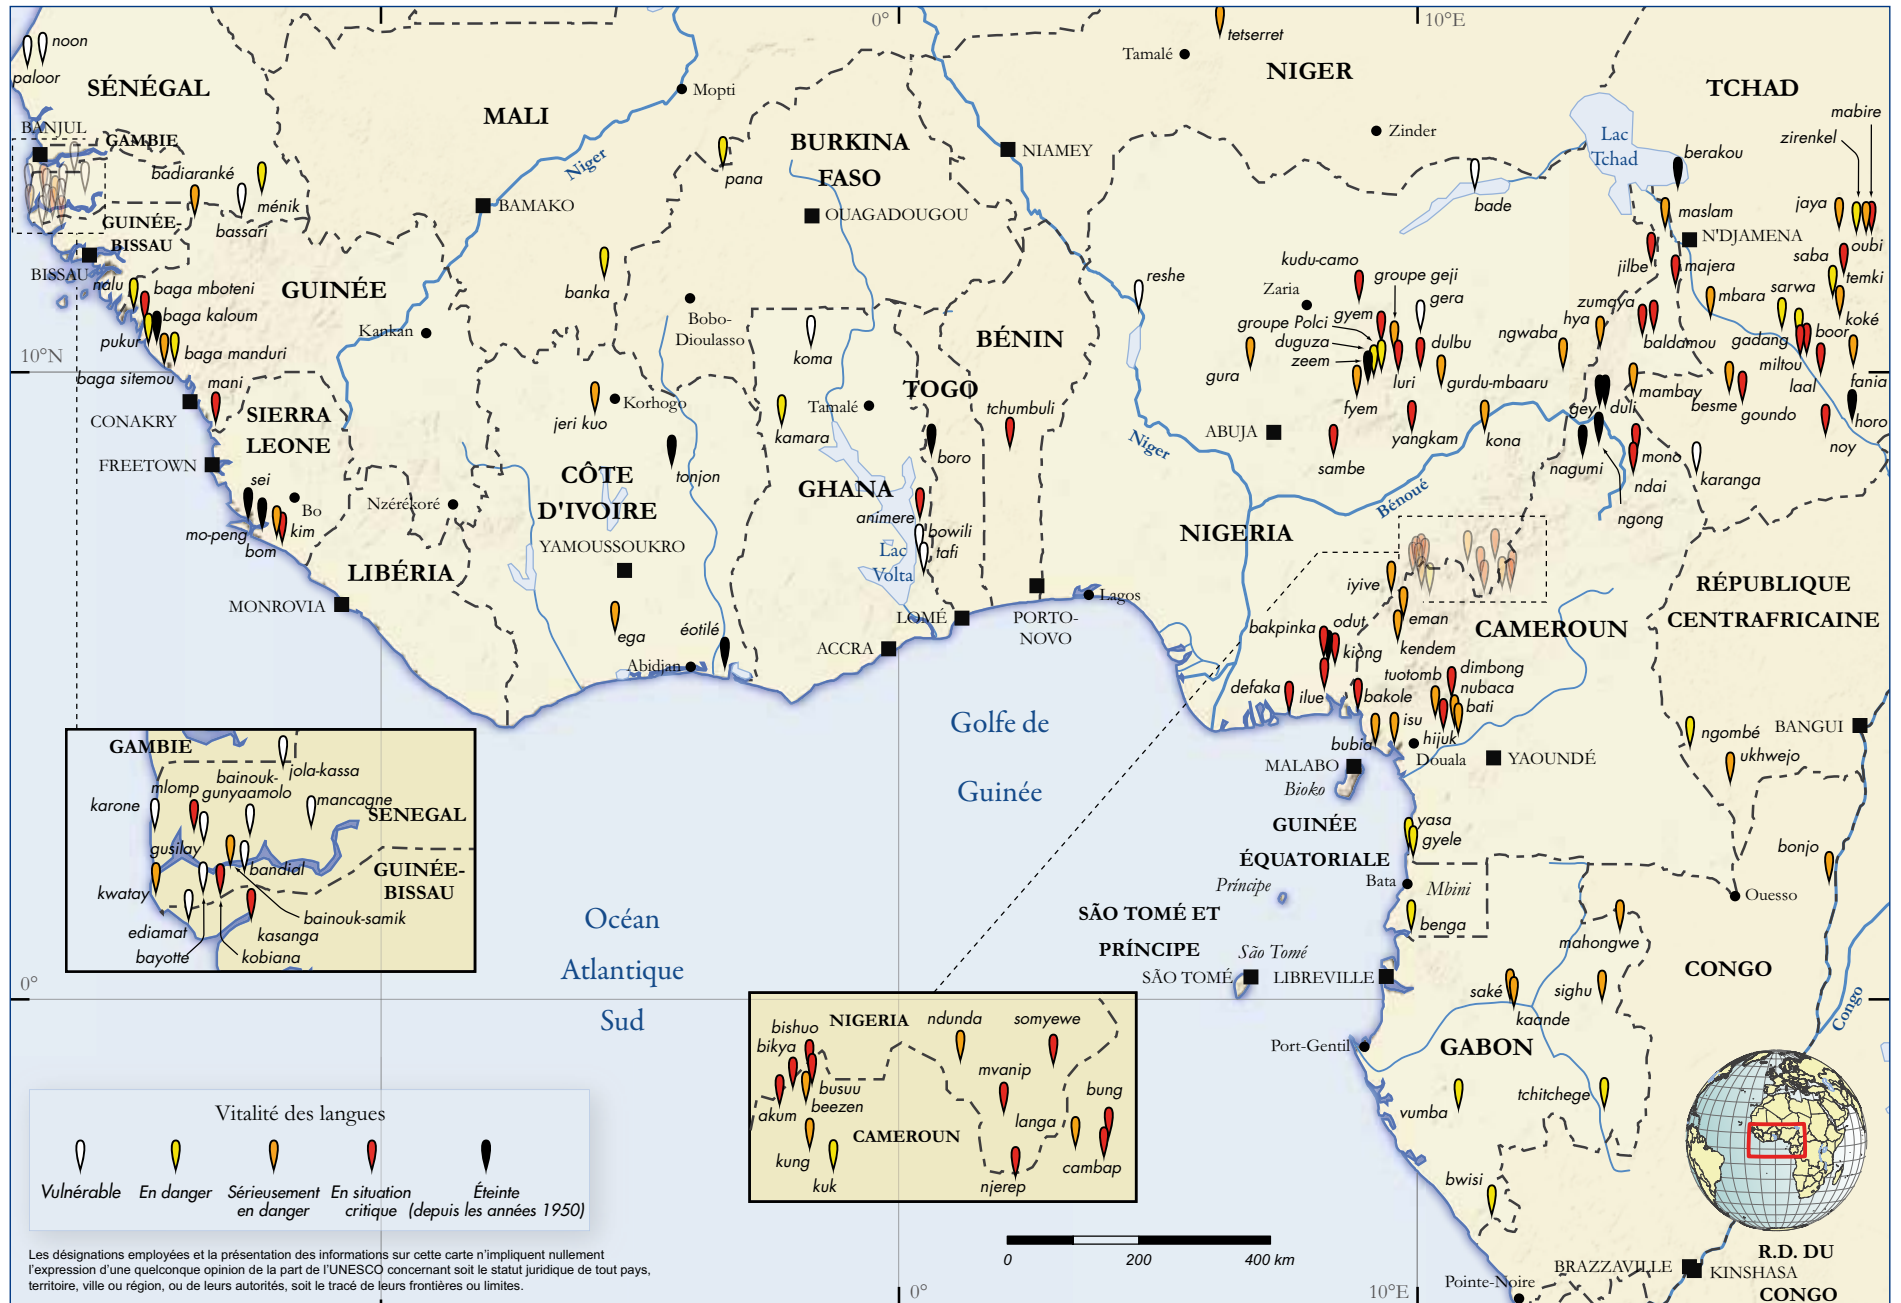 0°
10°E
noon
paloor
SÉNÉGAL
BANJUL
GAMBIE
badiaranké
ménik
bassari
GUINÉE-
BISSAU
BISSAU
nalu
baga mboteni
baga kaloum
pukur
baga manduri
baga sitemou
10°N
mani
CONAKRY
GUINÉE
Kankan
SIERRA
LEONE
FREETOWN
sei
Bo
mo-peng
kim
bom
Nzérékoré
LIBÉRIA
MONROVIA
MALI
Mopti
Niger
BAMAKO
pana
banka
Bobo-
Dioulasso
BURKINA
FASO
OUAGADOUGOU
jeri kuo
Korhogo
tonjon
CÔTE
D'IVOIRE
YAMOUSSOUKRO
ega
éotilé
Abidjan
koma
kamara
Tamalé
GHANA
boro
animere
bowili
tafi
Lac
Volta
ACCRA
TOGO
LOMÉ
BÉNIN
tchumbuli
PORTO-
NOVO
Lagos
tetserret
Tamalé
NIGER
Zinder
NIAMEY
bade
reshe
kudu-camo
groupe geji
Zaria
gyem
gera
groupe Polci
duguza
zeem
dulbu
gura
fyem
luri
gurdu-mbaaru
ABUJA
sambe
yangkam
kona
Niger
Bénoué
NIGERIA
iyive
bakpinka
odut
kiong
eman
kendem
defaka
ilue
bakole
bubia
isu
tuotomb
dimbong
nubaca
bati
hijuk
Douala
YAOUNDÉ
CAMEROUN
TCHAD
Lac
Tchad
berakou
mabire
zirenkel
jaya
maslam
N'DJAMENA
oubi
saba
temki
jilbe
majera
mbara
sarwa
koké
zumaya
hya
ngwaba
baldamou
gadang
boor
miltou
laal
fania
gey
duli
mambay
besme
goundo
horo
noy
nagumi
mono
ndai
ngong
karanga
RÉPUBLIQUE
CENTRAFRICAINE
BANGUI
ngombé
ukhwejo
bonjo
Ouesso
MALABO
Bioko
GUINÉE
ÉQUATORIALE
yasa
gyele
Bata
Mbini
benga
Príncipe
SÃO TOMÉ ET
PRÍNCIPE
São Tomé
SÃO TOMÉ
LIBREVILLE
mahongwe
saké
kaande
sighu
CONGO
Congo
Port-Gentil
GABON
vumba
tchitchege
bwisi
BRAZZAVILLE
KINSHASA
R.D. DU
CONGO
Pointe-Noire
Golfe de
Guinée
Océan
Atlantique
Sud
0°
GAMBIE
jola-kassa
bainouk-
gunyaamolo
mlomp
karone
mancagne
SENEGAL
gusilay
bandial
GUINÉE-
BISSAU
kwatay
bainouk-samik
ediamat
kasanga
bayotte
kobiana
NIGERIA
ndunda
somyewe
bishuo
bikya
mvanip
busuu
beezen
akum
bung
langa
CAMEROUN
kung
kuk
njerep
cambap
Vitalité des langues
Vulnérable
En danger
Sérieusement
en danger
En situation
critique
Éteinte
(depuis les années 1950)
Les désignations employées et la présentation des informations sur cette carte n'impliquent nullement
l'expression d'une quelconque opinion de la part de l'UNESCO concernant soit le statut juridique de tout pays,
territoire, ville ou région, ou de leurs autorités, soit le tracé de leurs frontières ou limites.
0
200
400 km
0°
10°E